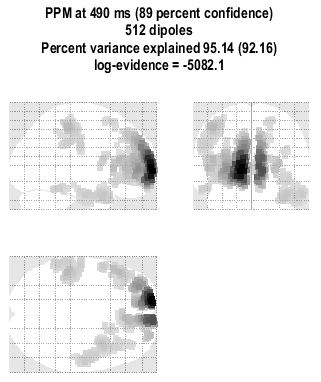 PPM at 490 ms (89 percent confidence)
512 dipoles
Percent variance explained 95.14 (92.16)
log-evidence = -5082.1